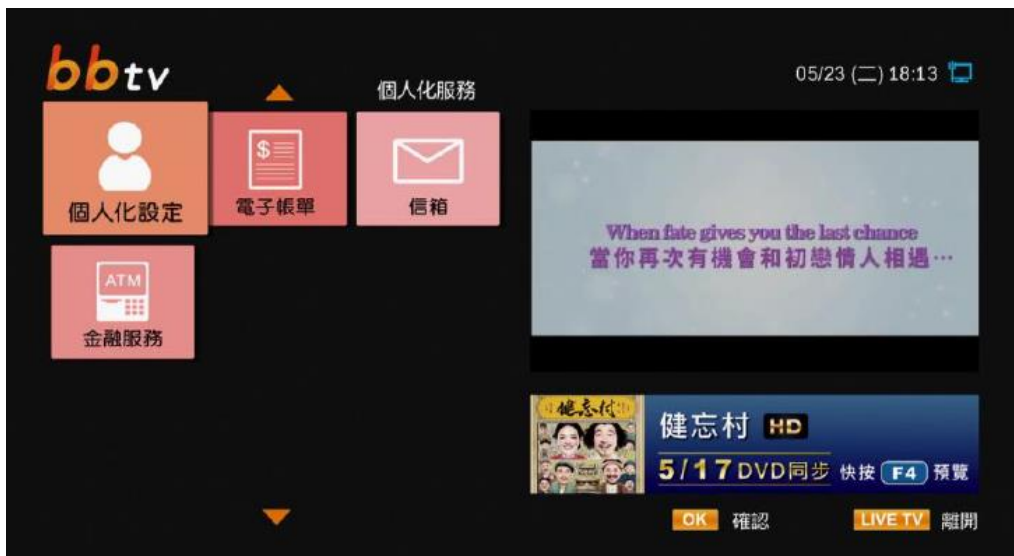 bbtv
個人化服務
05/23 (二) 18:13
個人化設定
$
電子帳單
信箱
ATM
金融服務
When fate gives you the last chance
當你再次有機會和初戀情人相遇…
健忘村
健忘村 HD
5/17 DVD同步 快按 F4 預覽
OK 確認
LIVE TV 離開